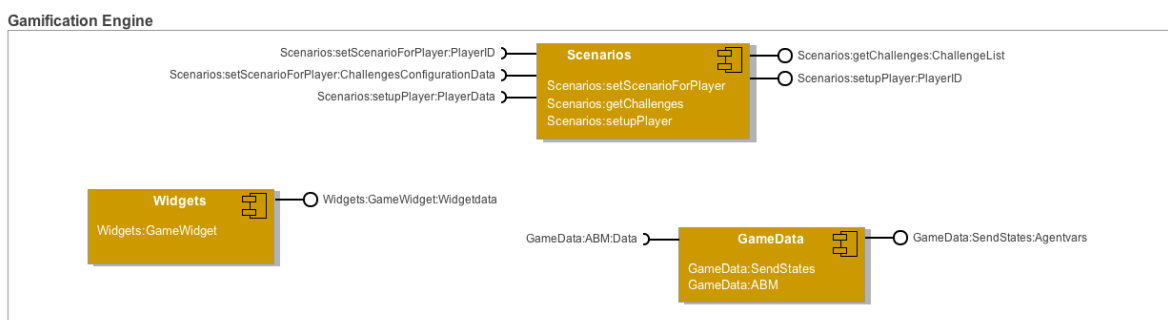 Gamification Engine
Scenarios:setScenarioForPlayer:PlayerID
Scenarios:setScenarioForPlayer:ChallengesConfigurationData
Scenarios:setupPlayer:PlayerData
Scenarios
Scenarios:setScenarioForPlayer
Scenarios:getChallenges
Scenarios:setupPlayer
Scenarios:getChallenges:ChallengeList
Scenarios:setupPlayer:PlayerID
Widgets
Widgets:GameWidget
Widgets:GameWidget:Widgetdata
GameData:ABM:Data
GameData
GameData:SendStates
GameData:ABM
GameData:SendStates:Agentvars